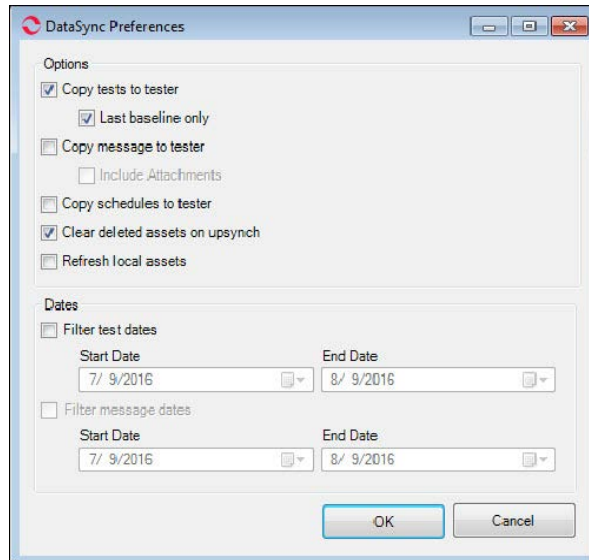 DataSync Preferences
Options
Copy tests to tester
Last baseline only
Copy message to tester
Include Attachments
Copy schedules to tester
Clear deleted assets on upsynch
Refresh local assets
Dates
Filter test dates
Start Date End Date
7/ 9/2016 8/ 9/2016
Filter message dates
Start Date End Date
7/ 9/2016 8/ 9/2016
OK Cancel